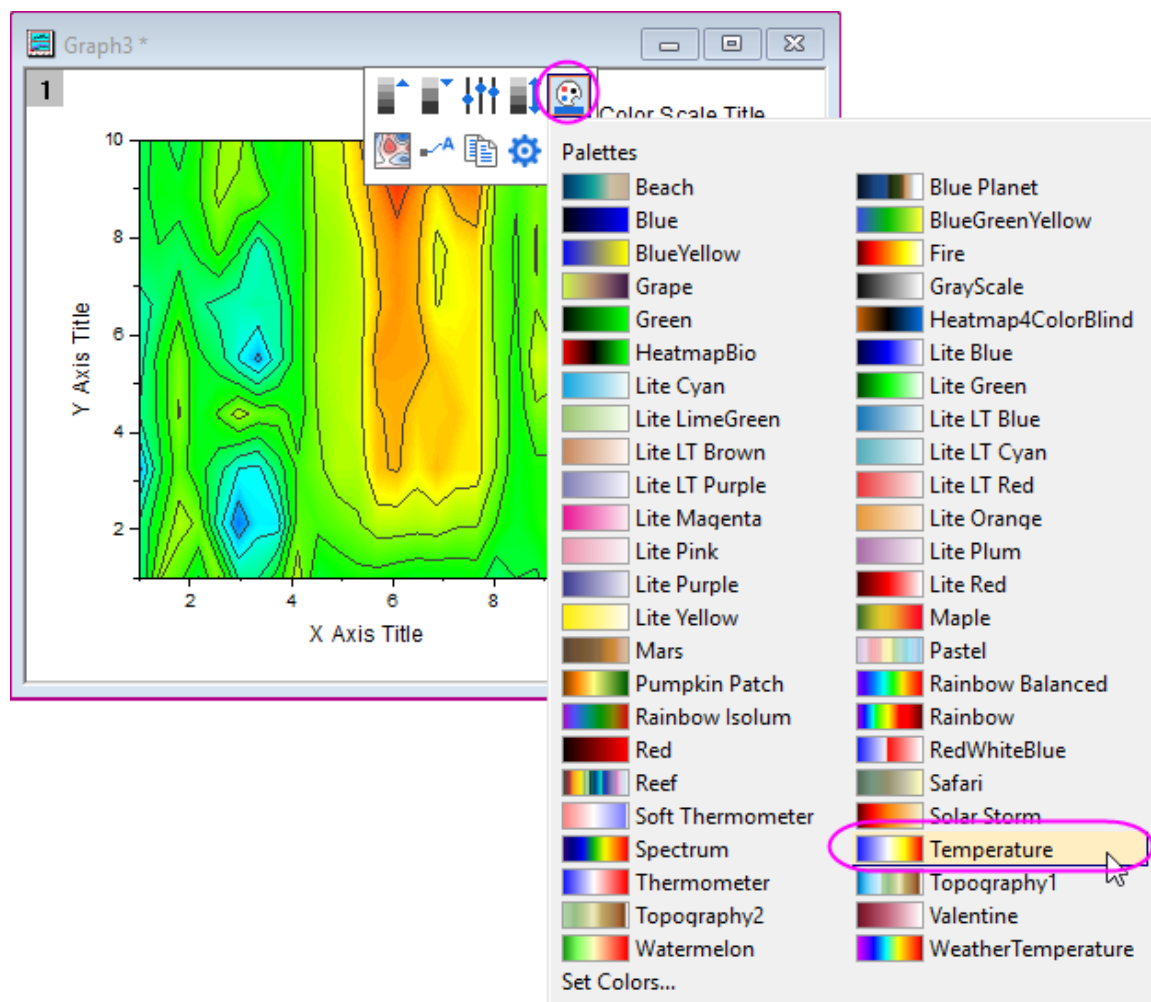 Graph3 *
1
Color Scale Title
A
10
8
6
4
2
Y Axis Title
2 4 6 8
X Axis Title
Palettes
Beach Blue Planet
Blue BlueGreenYellow
BlueYellow Fire
Grape GrayScale
Green Heatmap4ColorBlind
HeatmapBio Lite Blue
Lite Cyan Lite Green
Lite LimeGreen Lite LT Blue
Lite LT Brown Lite LT Cyan
Lite LT Purple Lite LT Red
Lite Magenta Lite Orange
Lite Pink Lite Plum
Lite Purple Lite Red
Lite Yellow Maple
Mars Pastel
Pumpkin Patch Rainbow Balanced
Rainbow Isolum Rainbow
Red RedWhiteBlue
Reef Safari
Soft Thermometer Solar Storm
Spectrum Temperature
Thermometer Topography1
Topography2 Valentine
Watermelon WeatherTemperature
Set Colors...